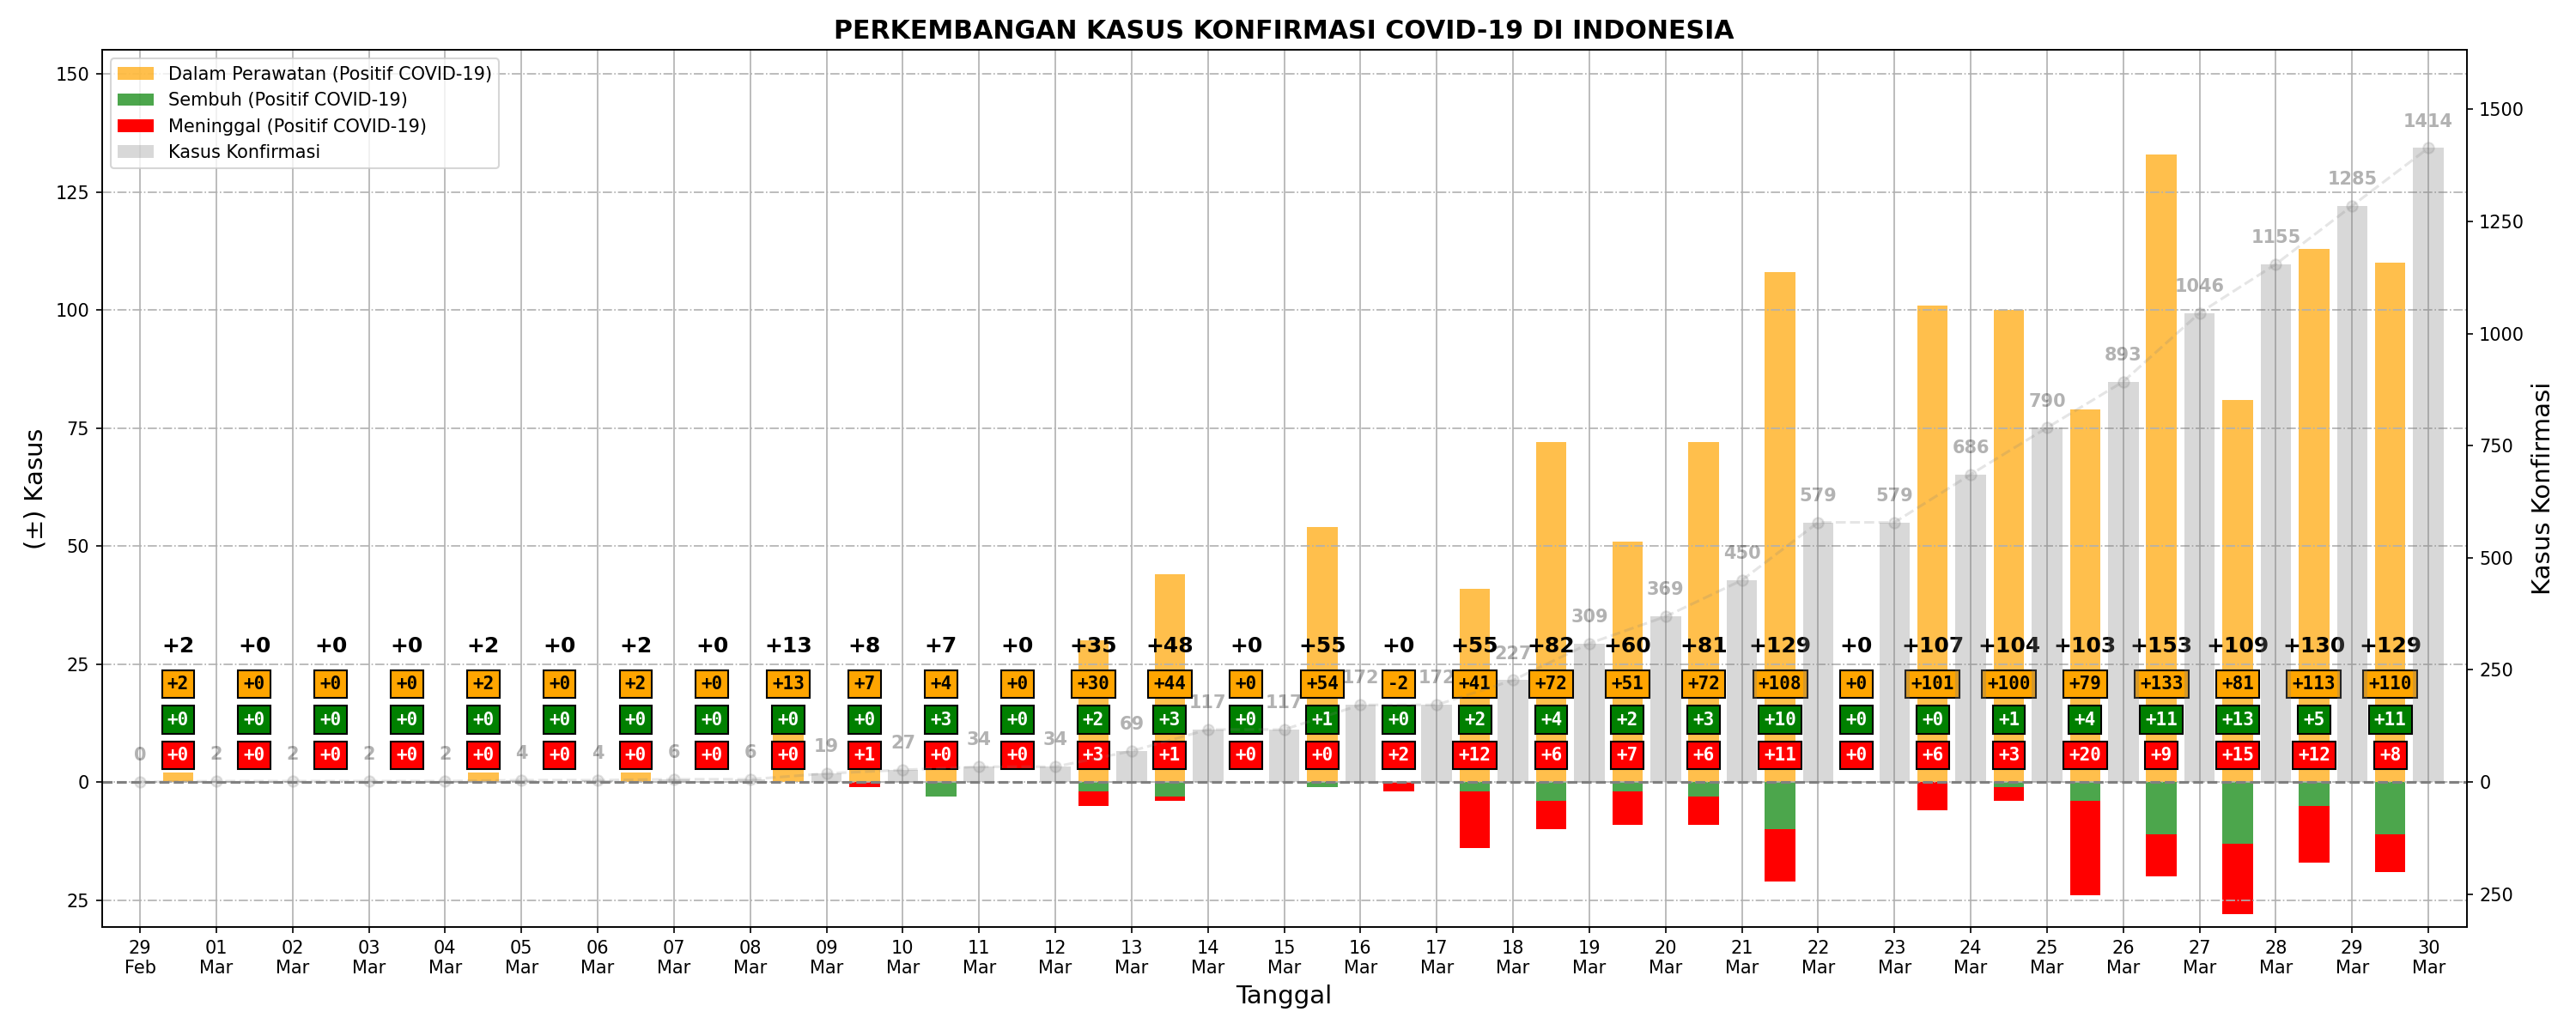 PERKEMBANGAN KASUS KONFIRMASI COVID-19 DI INDONESIA
Dalam Perawatan (Positif COVID-19)
Sembuh (Positif COVID-19)
Meninggal (Positif COVID-19)
Kasus Konfirmasi
(±) Kasus
150
125
100
75
50
25
0
25
1500
1250
1000
750
500
250
0
250
Kasus Konfirmasi
0 2 2 2 2 4 4 6 6 19 27 34 34 69 117 117 172 172 227 309 369 450 579 579 686 790 893 1046 1155 1285 1414
+2 +0 +0 +0 +2 +0 +2 +0 +13 +8 +7 +0 +35 +48 +0 +55 +0 +55 +82 +60 +81 +129 +0 +107 +104 +103 +153 +109 +130 +129
+2 +0 +0 +0 +2 +0 +2 +0 +13 +7 +4 +0 +30 +44 +0 +54 -2 +41 +72 +51 +72 +108 +0 +101 +100 +79 +133 +81 +113 +110
+0 +0 +0 +0 +0 +0 +0 +0 +0 +0 +3 +0 +2 +3 +0 +1 +0 +2 +4 +2 +3 +10 +0 +0 +1 +4 +11 +13 +5 +11
+0 +0 +0 +0 +0 +0 +0 +0 +0 +1 +0 +0 +3 +1 +0 +0 +2 +12 +6 +7 +6 +11 +0 +6 +3 +20 +9 +15 +12 +8
29 01 02 03 04 05 06 07 08 09 10 11 12 13 14 15 16 17 18 19 20 21 22 23 24 25 26 27 28 29 30
Feb Mar Mar Mar Mar Mar Mar Mar Mar Mar Mar Mar Mar Mar Mar Mar Mar Mar Mar Mar Mar Mar Mar Mar Mar Mar Mar Mar Mar Mar Mar
Tanggal